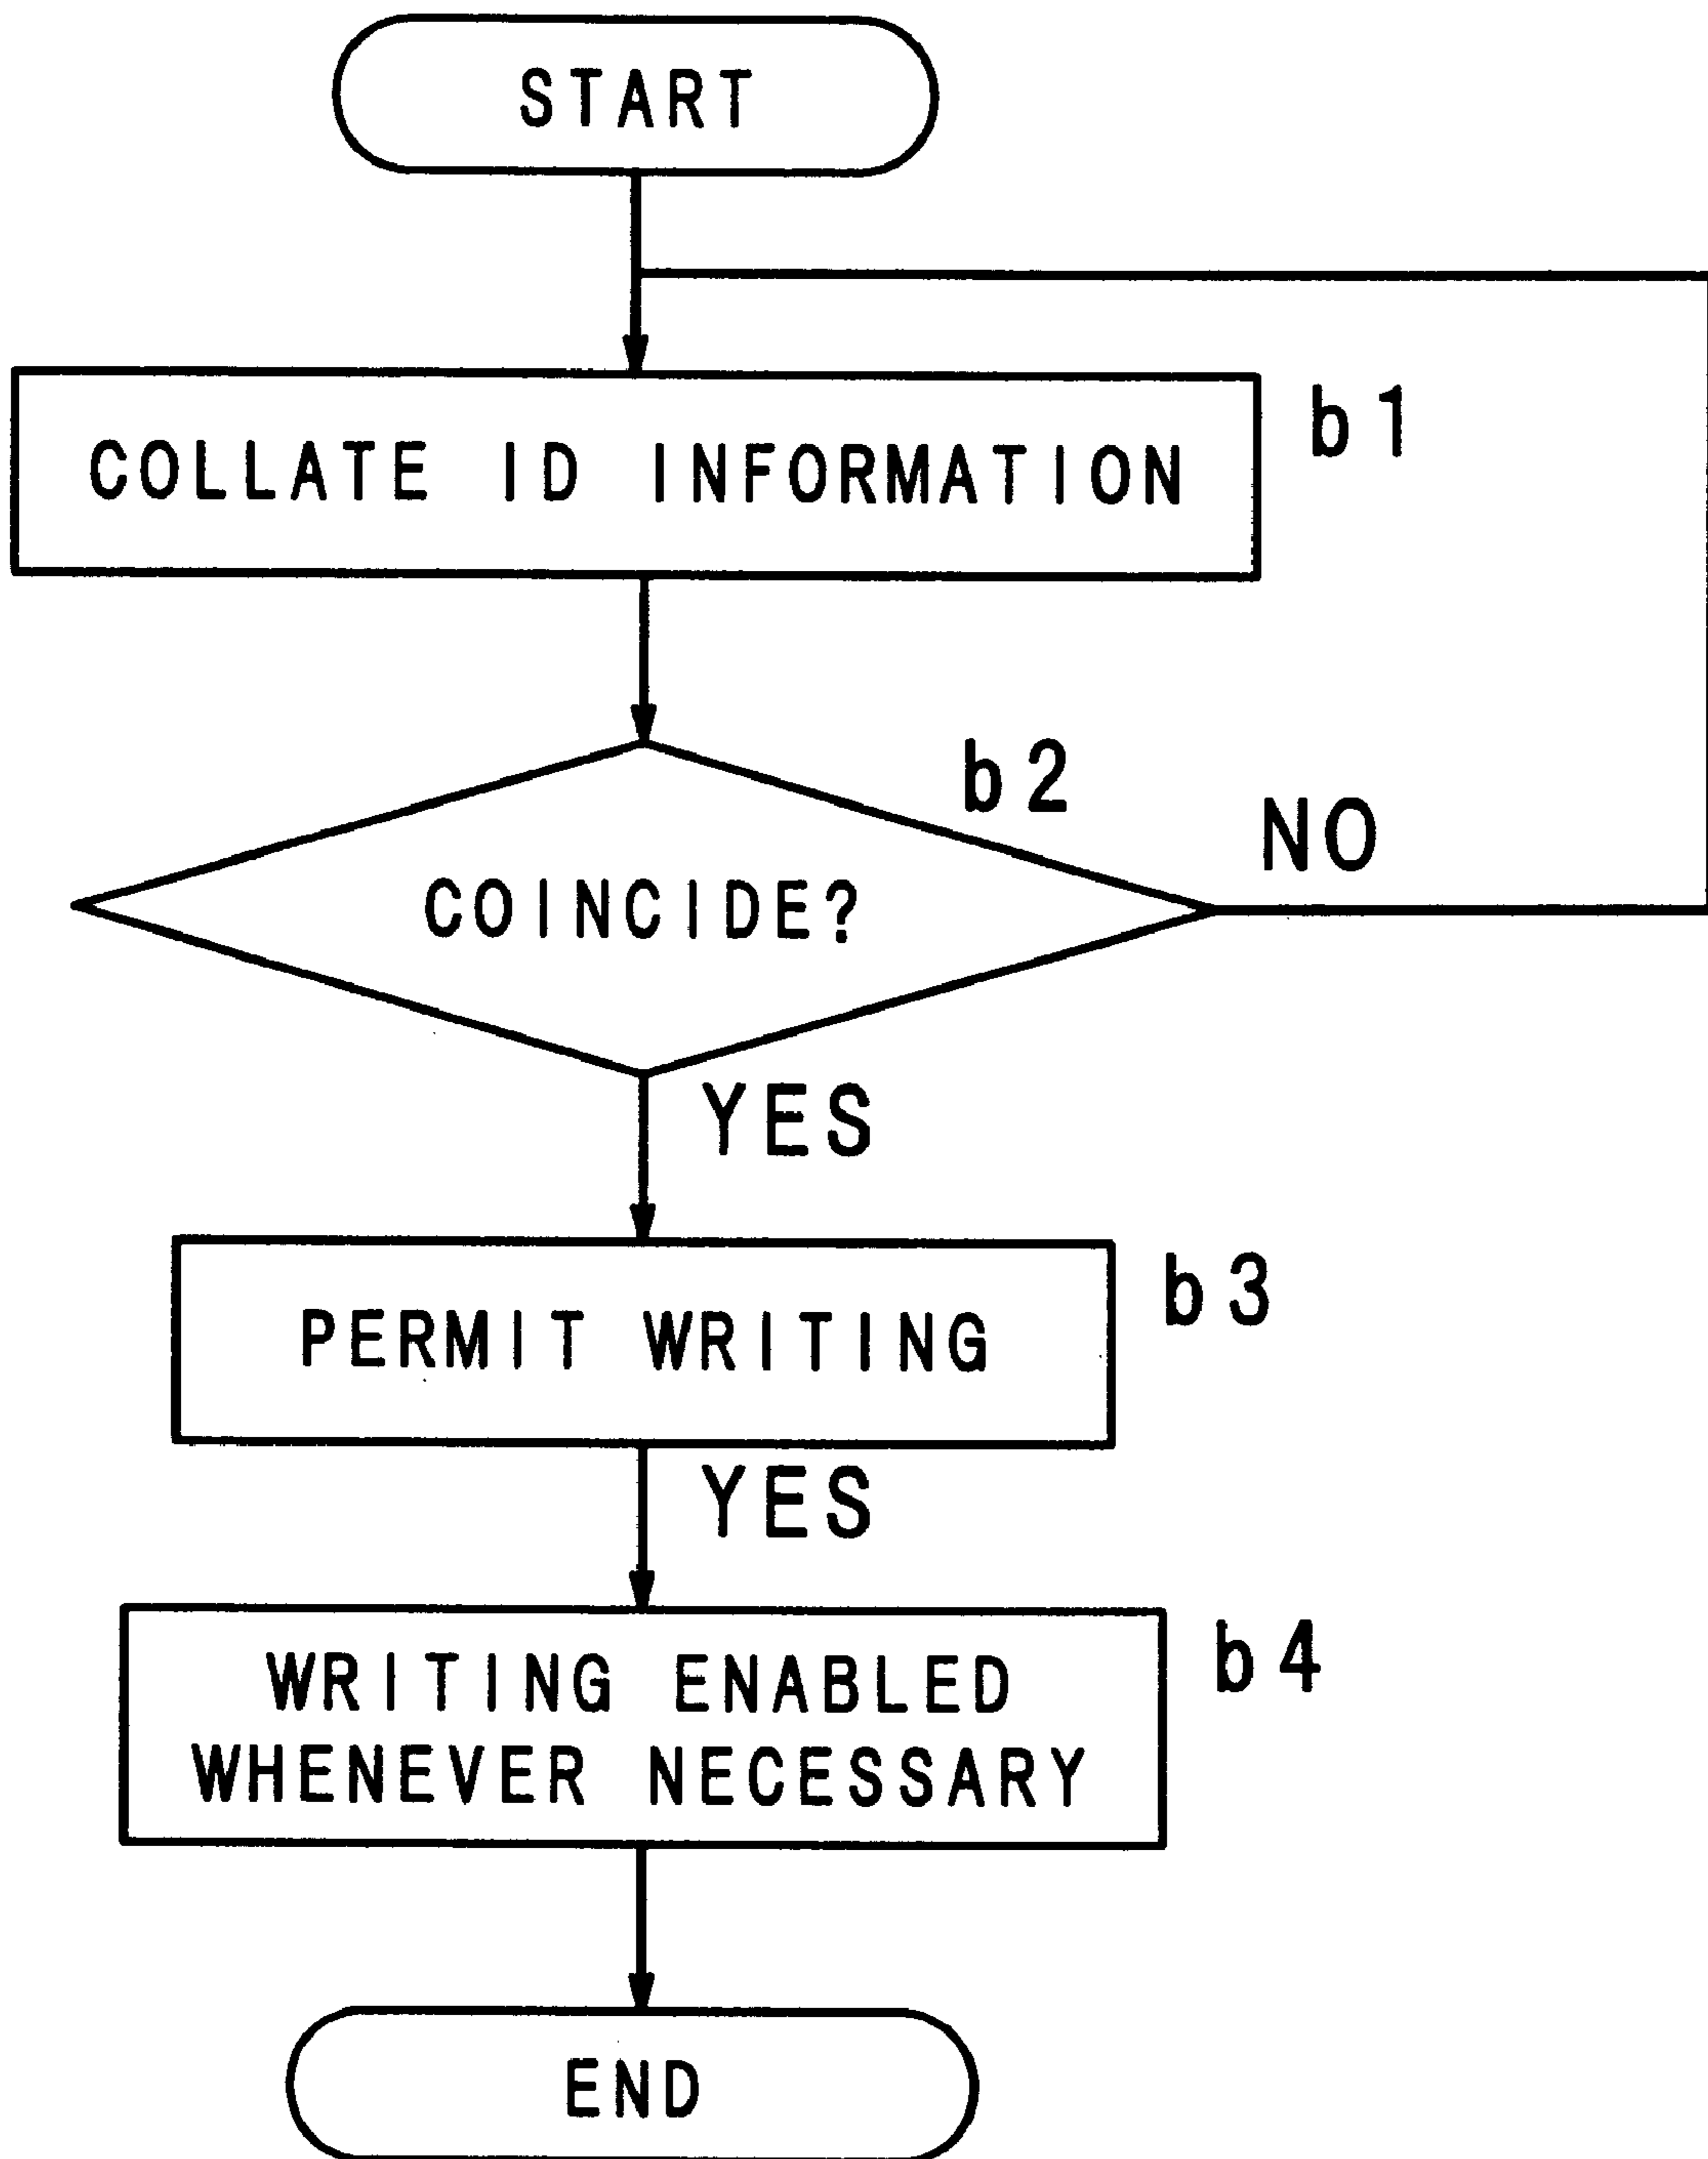 START
COLLATE ID INFORMATION
b1
b2
COINCIDE?
NO
YES
PERMIT WRITING
b3
YES
WRITING ENABLED
WHENEVER NECESSARY
b4
END